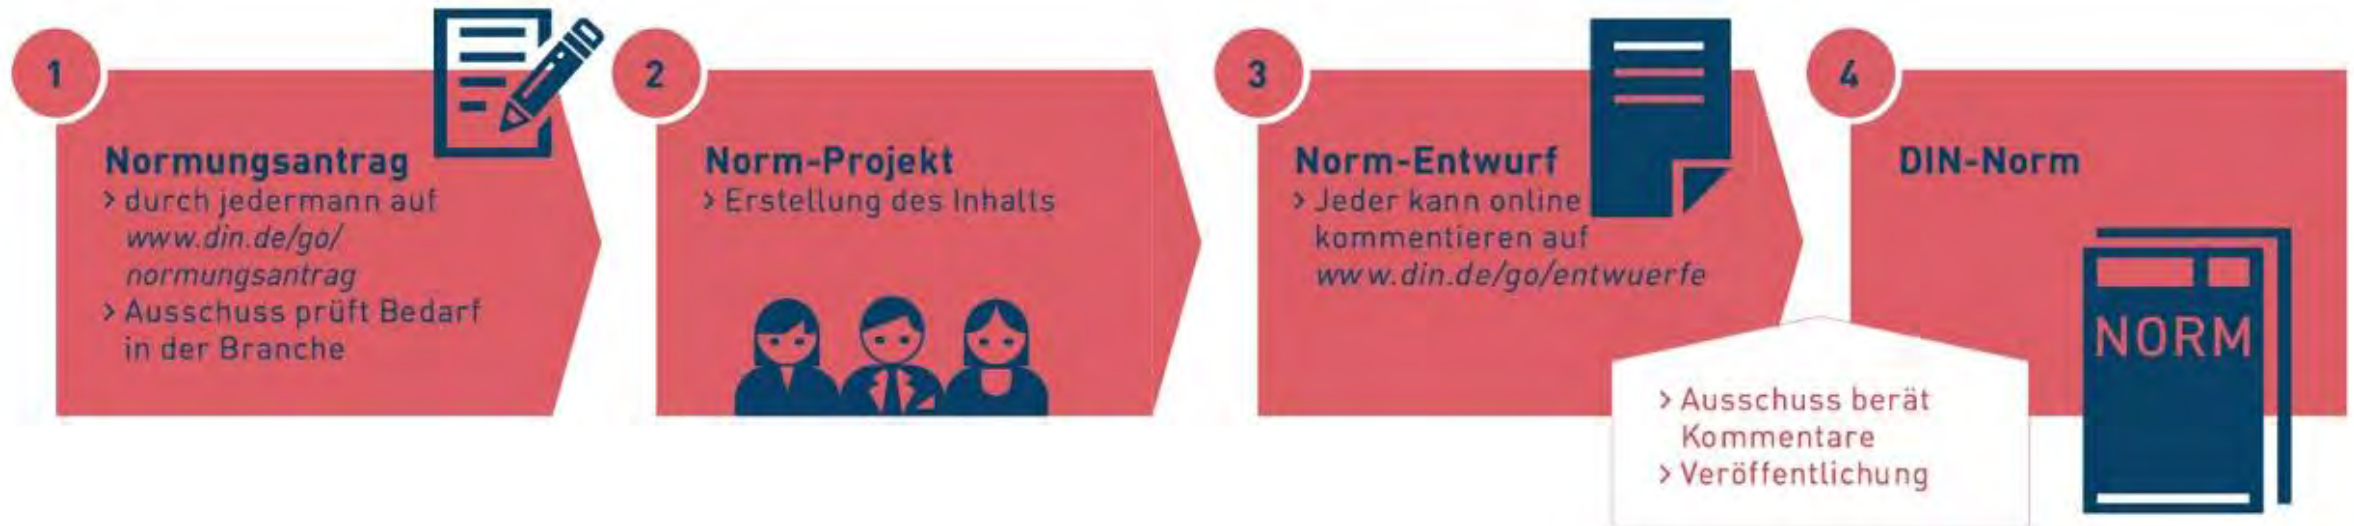 1
Normungsantrag
> durch jedermann auf
www.din.de/go/
normungsantrag
> Ausschuss prüft Bedarf
in der Branche
2
Norm-Projekt
> Erstellung des Inhalts
3
Norm-Entwurf
> Jeder kann online
kommentieren auf
www.din.de/go/entwuerfe
> Ausschuss berät
Kommentare
> Veröffentlichung
4
DIN-Norm
NORM